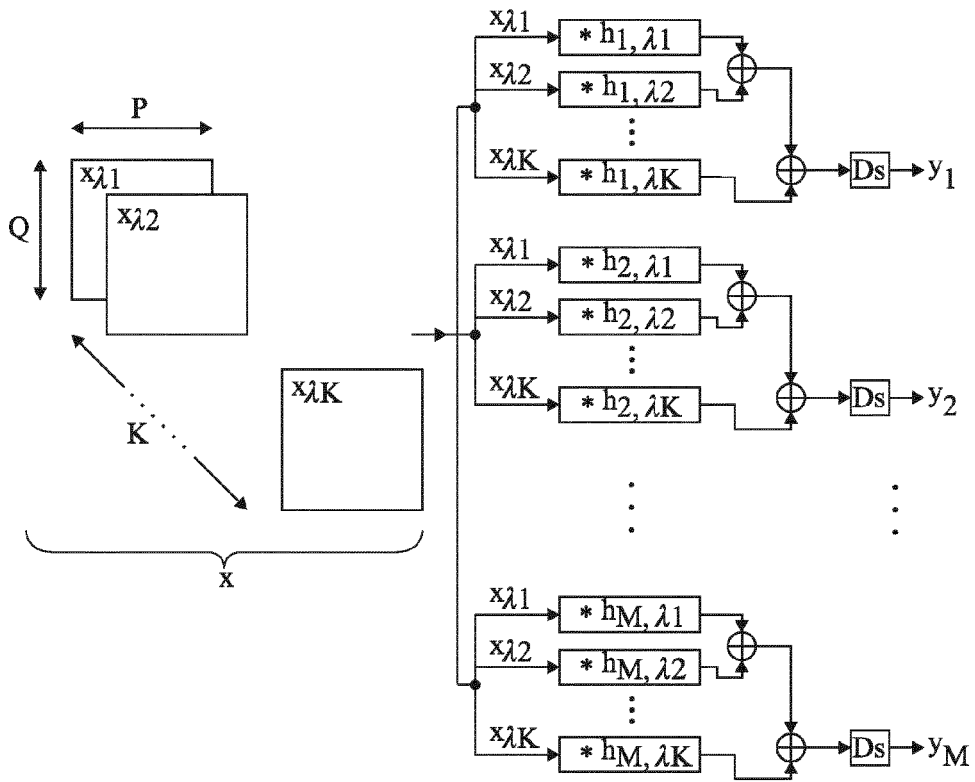 P
Q
xλ1
xλ2
xλK
K
x
xλ1 * h1, λ1
xλ2 * h1, λ2
xλK * h1, λK
Ds y1
xλ1 * h2, λ1
xλ2 * h2, λ2
xλK * h2, λK
Ds y2
xλ1 * hM, λ1
xλ2 * hM, λ2
xλK * hM, λK
Ds yM